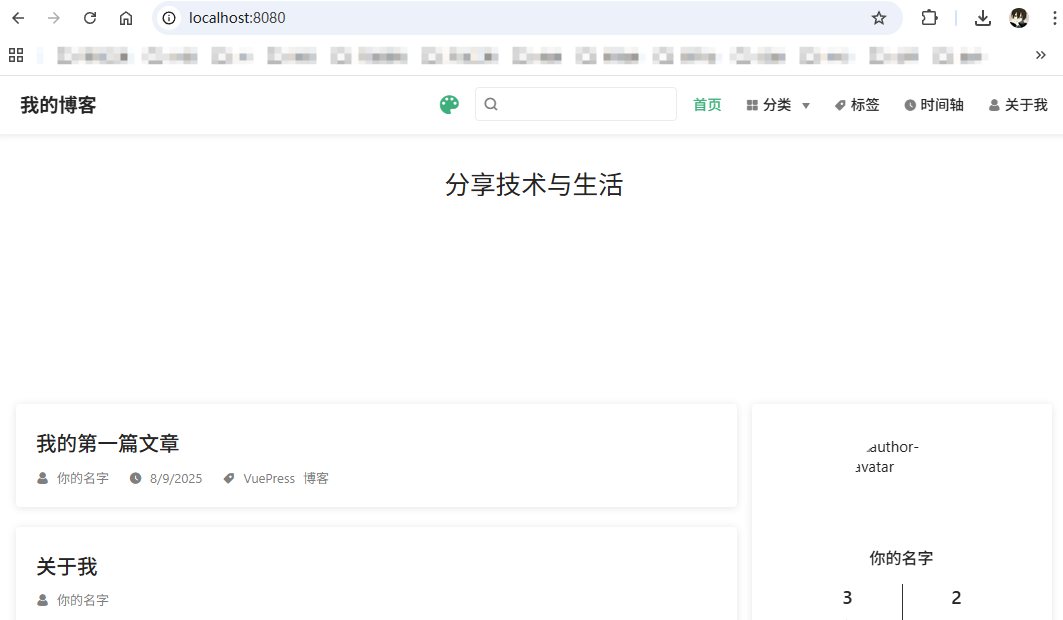 localhost:8080
我的博客
首页 分类 标签 时间轴 关于我
分享技术与生活
我的第一篇文章
你的名字 8/9/2025 VuePress 博客
关于我
你的名字
author-
avatar
你的名字
3 2